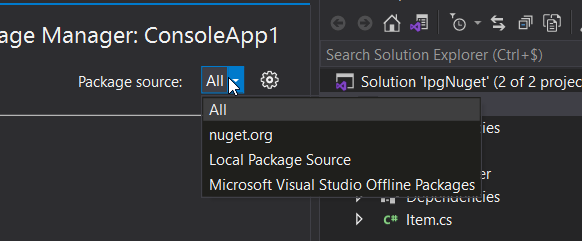 age Manager: ConsoleApp1
Package source: All
All
nuget.org
Local Package Source
Microsoft Visual Studio Offline Packages
Search Solution Explorer (Ctrl+$)
Solution 'IpgNuget' (2 of 2 projec
encies
er
Dependencies
C# Item.cs